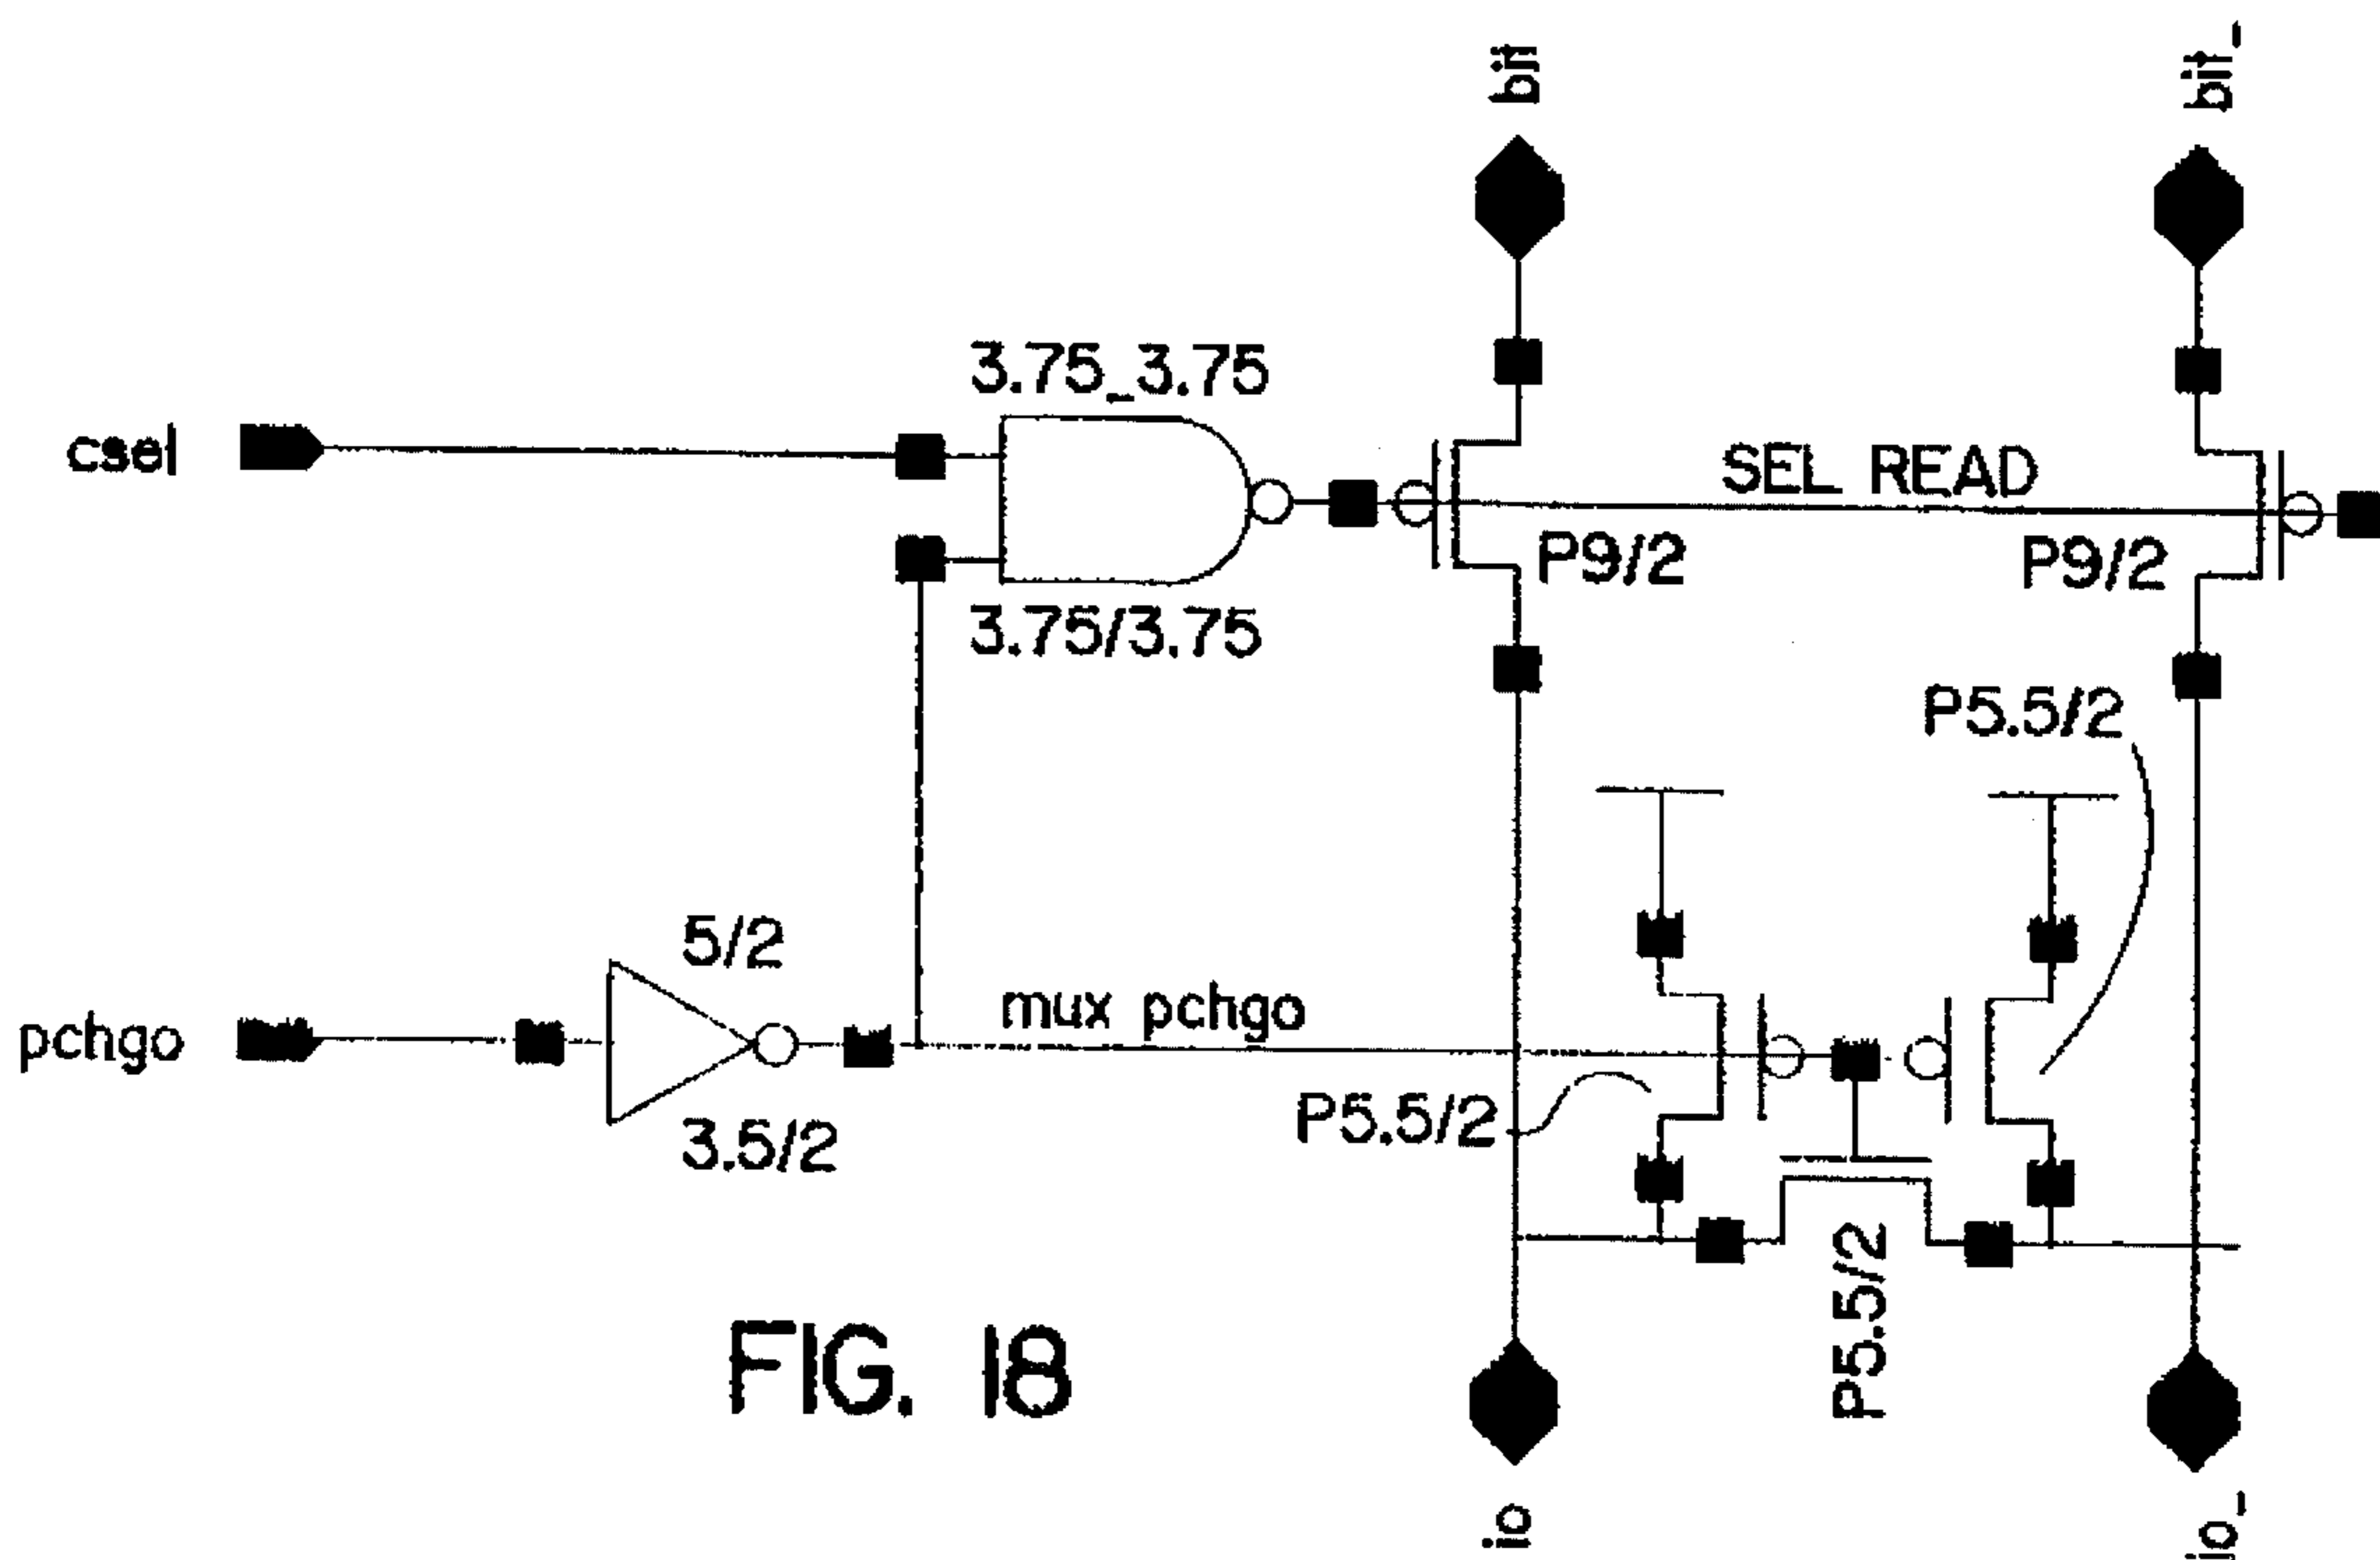 bit
bit_
3.75_3.75
csel
SEL READ
P9/2
P9/2
3.75/3.75
P5.5/2
5/2
mux pchgo
pchgo
P5.5/2
3.5/2
P5.5/2
FIG. 18
io
io_